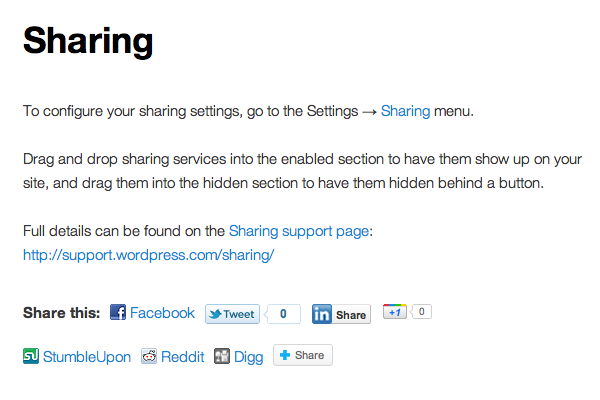 Sharing
To configure your sharing settings, go to the Settings → Sharing menu.
Drag and drop sharing services into the enabled section to have them show up on your
site, and drag them into the hidden section to have them hidden behind a button.
Full details can be found on the Sharing support page:
http://support.wordpress.com/sharing/
Share this: f Facebook Tweet 0 in Share +1 0
StumbleUpon Reddit Digg + Share